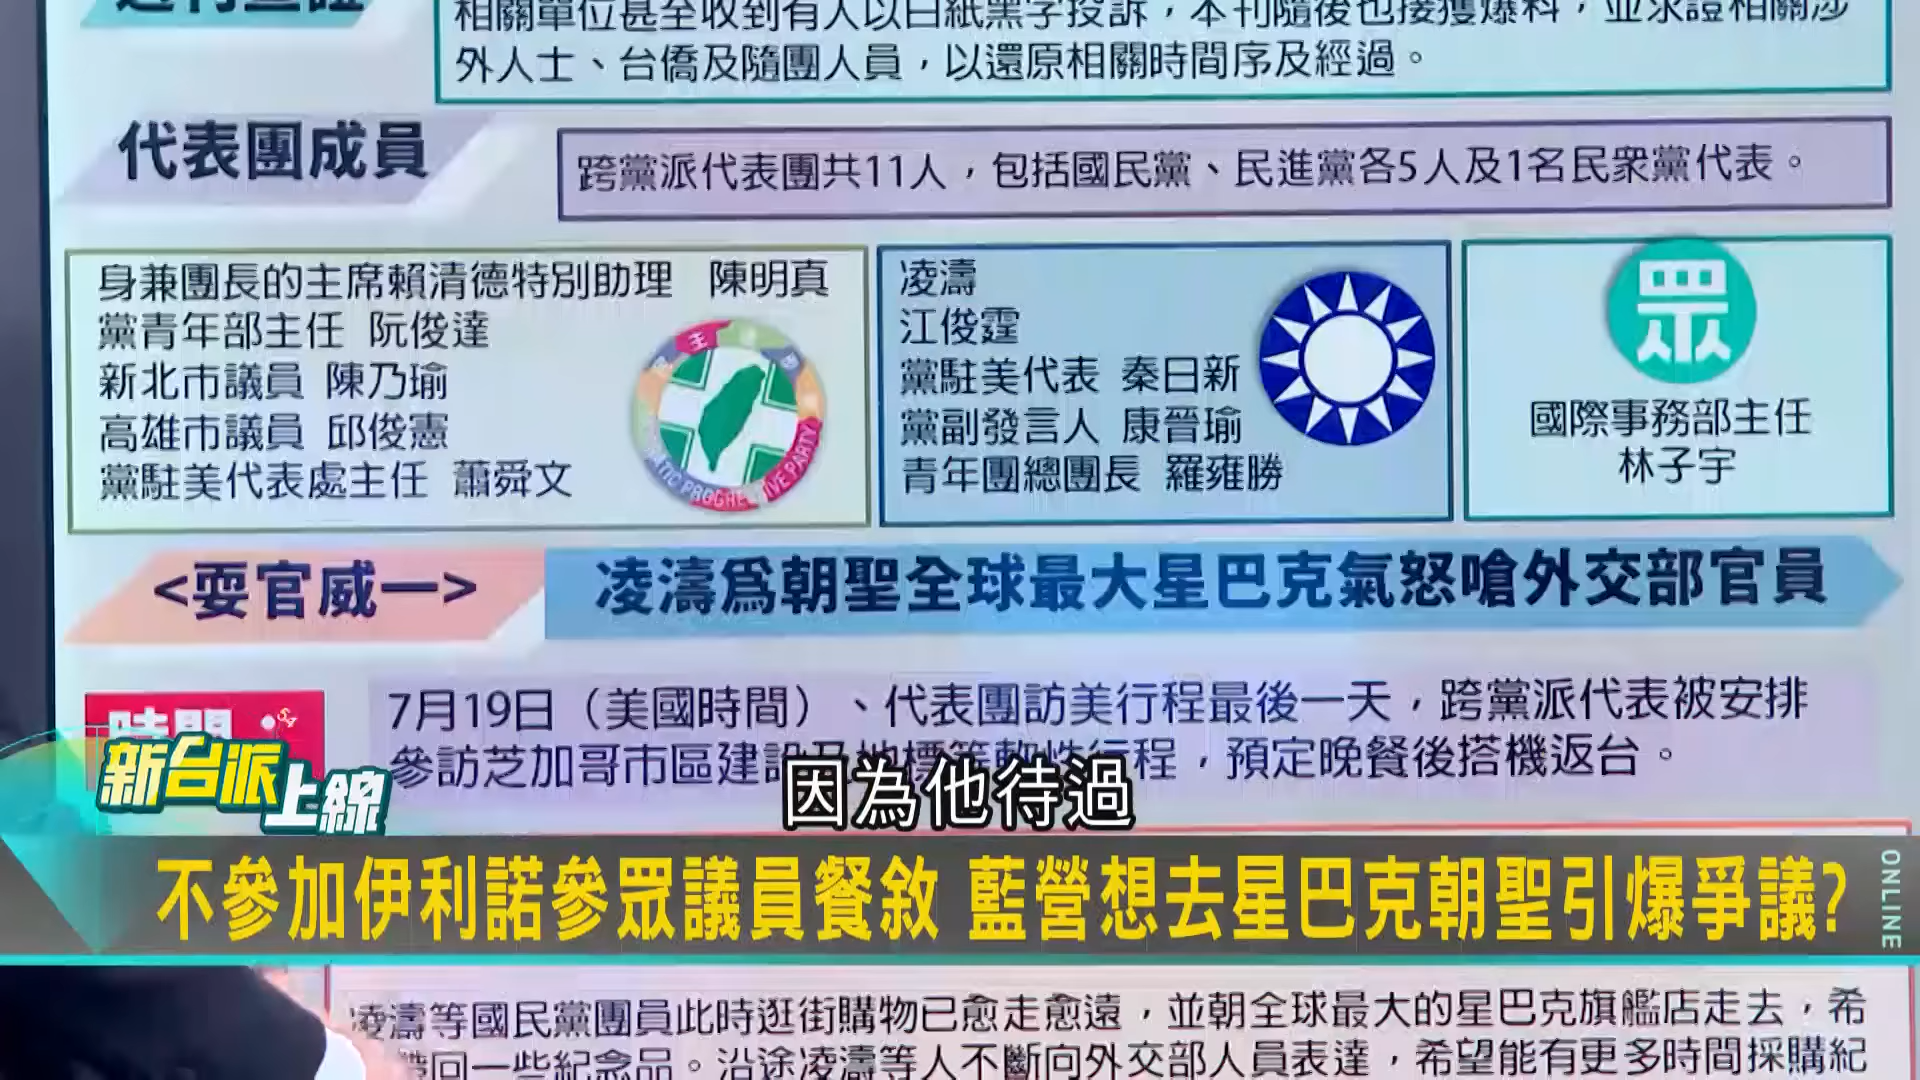 進行查證
相關單位甚至收到有人以白紙黑字投訴，本刊隨後也接獲爆料，並求證相關涉
外人士、台僑及隨團人員，以還原相關時間序及經過。
代表團成員
跨黨派代表團共11人，包括國民黨、民進黨各5人及1名民眾黨代表。
身兼團長的主席賴清德特別助理 陳明真
黨青年部主任 阮俊達
新北市議員 陳乃瑜
高雄市議員 邱俊憲
黨駐美代表處主任 蕭舜文
凌濤
江俊霆
黨駐美代表 秦日新
黨副發言人 康晉瑜
青年團總團長 羅雍勝
眾
國際事務部主任
林子宇
<耍官威一>
凌濤為朝聖全球最大星巴克氣怒嗆外交部官員
時間
7月19日（美國時間）、代表團訪美行程最後一天，跨黨派代表被安排
參訪芝加哥市區建設及地標等軟性行程，預定晚餐後搭機返台。
新台派上線
因為他待過
不參加伊利諾參眾議員餐敘 藍營想去星巴克朝聖引爆爭議?
ONLINE
凌濤等國民黨團員此時逛街購物已愈走愈遠，並朝全球最大的星巴克旗艦店走去，希
帶回一些紀念品。沿途凌濤等人不斷向外交部人員表達，希望能有更多時間採購紀